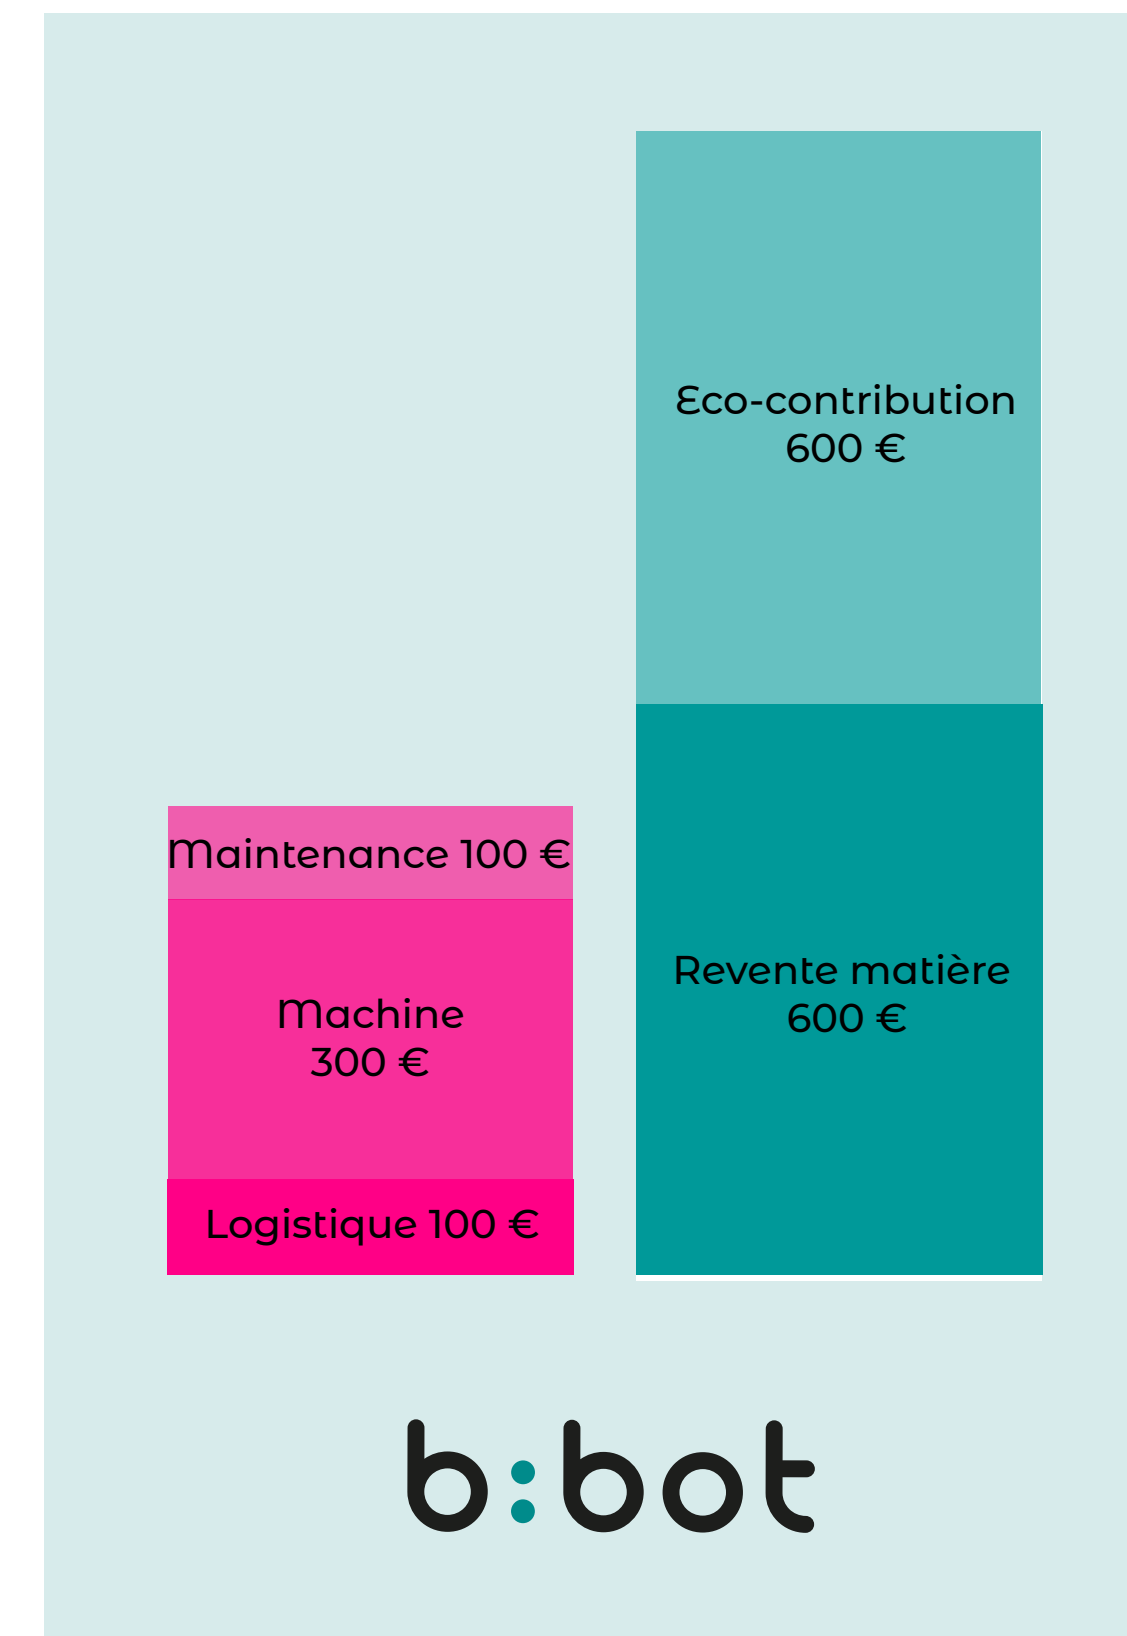 Eco-contribution
600 €
Maintenance 100 €
Machine
300 €
Logistique 100 €
Revente matière
600 €
b:bot